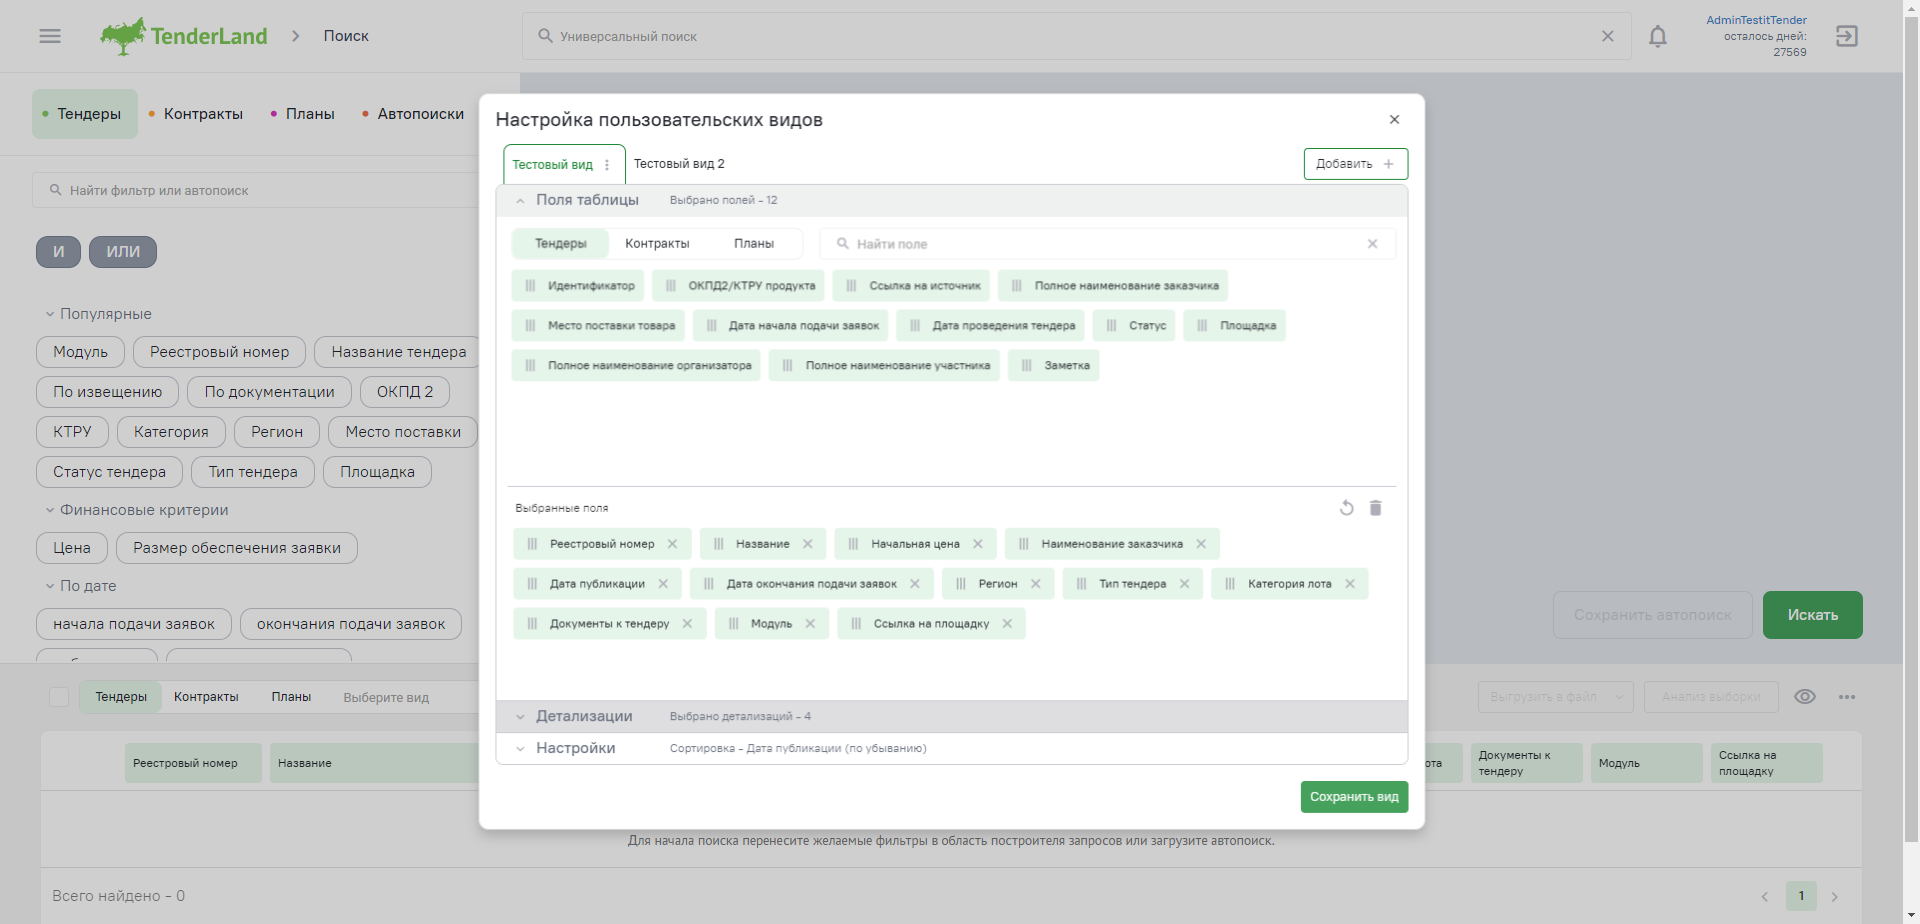 TenderLand
Поиск
Универсальный поиск
AdminTestitTender
осталось дней:
27569
Тендеры
Контракты
Планы
Автопоиски
Найти фильтр или автопоиск
И
ИЛИ
Популярные
Модуль
Реестровый номер
Название тендера
По извещению
По документации
ОКПД 2
КТРУ
Категория
Регион
Место поставки
Статус тендера
Тип тендера
Площадка
Финансовые критерии
Цена
Размер обеспечения заявки
По дате
начала подачи заявок
окончания подачи заявок
Настройка пользовательских видов
Тестовый вид
Тестовый вид 2
Добавить
Поля таблицы
Выбрано полей - 12
Тендеры
Контракты
Планы
Найти поле
Идентификатор
ОКПД2/КТРУ продукта
Ссылка на источник
Полное наименование заказчика
Место поставки товара
Дата начала подачи заявок
Дата проведения тендера
Статус
Площадка
Полное наименование организатора
Полное наименование участника
Заметка
Выбранные поля
Реестровый номер
Название
Начальная цена
Наименование заказчика
Дата публикации
Дата окончания подачи заявок
Регион
Тип тендера
Категория лота
Документы к тендеру
Модуль
Ссылка на площадку
Детализации
Выбрано детализаций - 4
Настройки
Сортировка - Дата публикации (по убыванию)
Сохранить вид
Сохранить автопоиск
Искать
Тендеры
Контракты
Планы
Выберите вид
Выгрузить в файл
Анализ выборки
Реестровый номер
Название
ота
Документы к
тендеру
Модуль
Ссылка на
площадку
Для начала поиска перенесите желаемые фильтры в область построителя запросов или загрузите автопоиск.
Всего найдено - 0
1